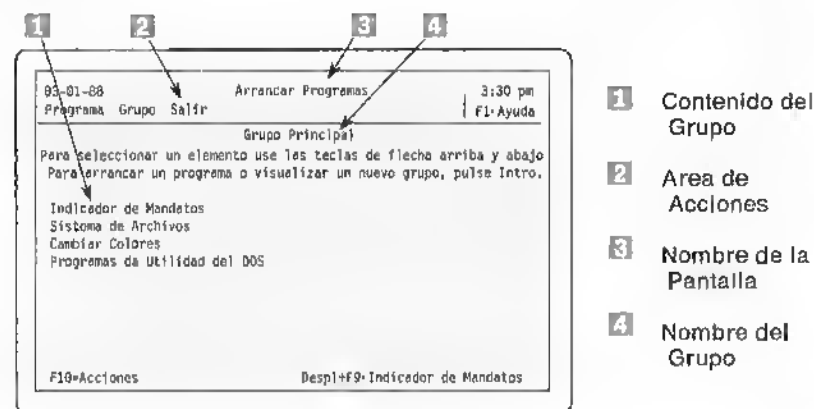 1 2 3 4
03-01-88 Arrancar Programas 3:30 pm
Programa Grupo Salir F1=Ayuda
Grupo Principal
Para seleccionar un elemento use las teclas de flecha arriba y abajo
Para arrancar un programa o visualizar un nuevo grupo, pulse Intro.
Indicador de Mandatos
Sistema de Archivos
Cambiar Colores
Programas de Utilidad del DOS
F10=Acciones Despl+F9=Indicador de Mandatos
1 Contenido del
Grupo
2 Area de
Acciones
3 Nombre de la
Pantalla
4 Nombre del
Grupo